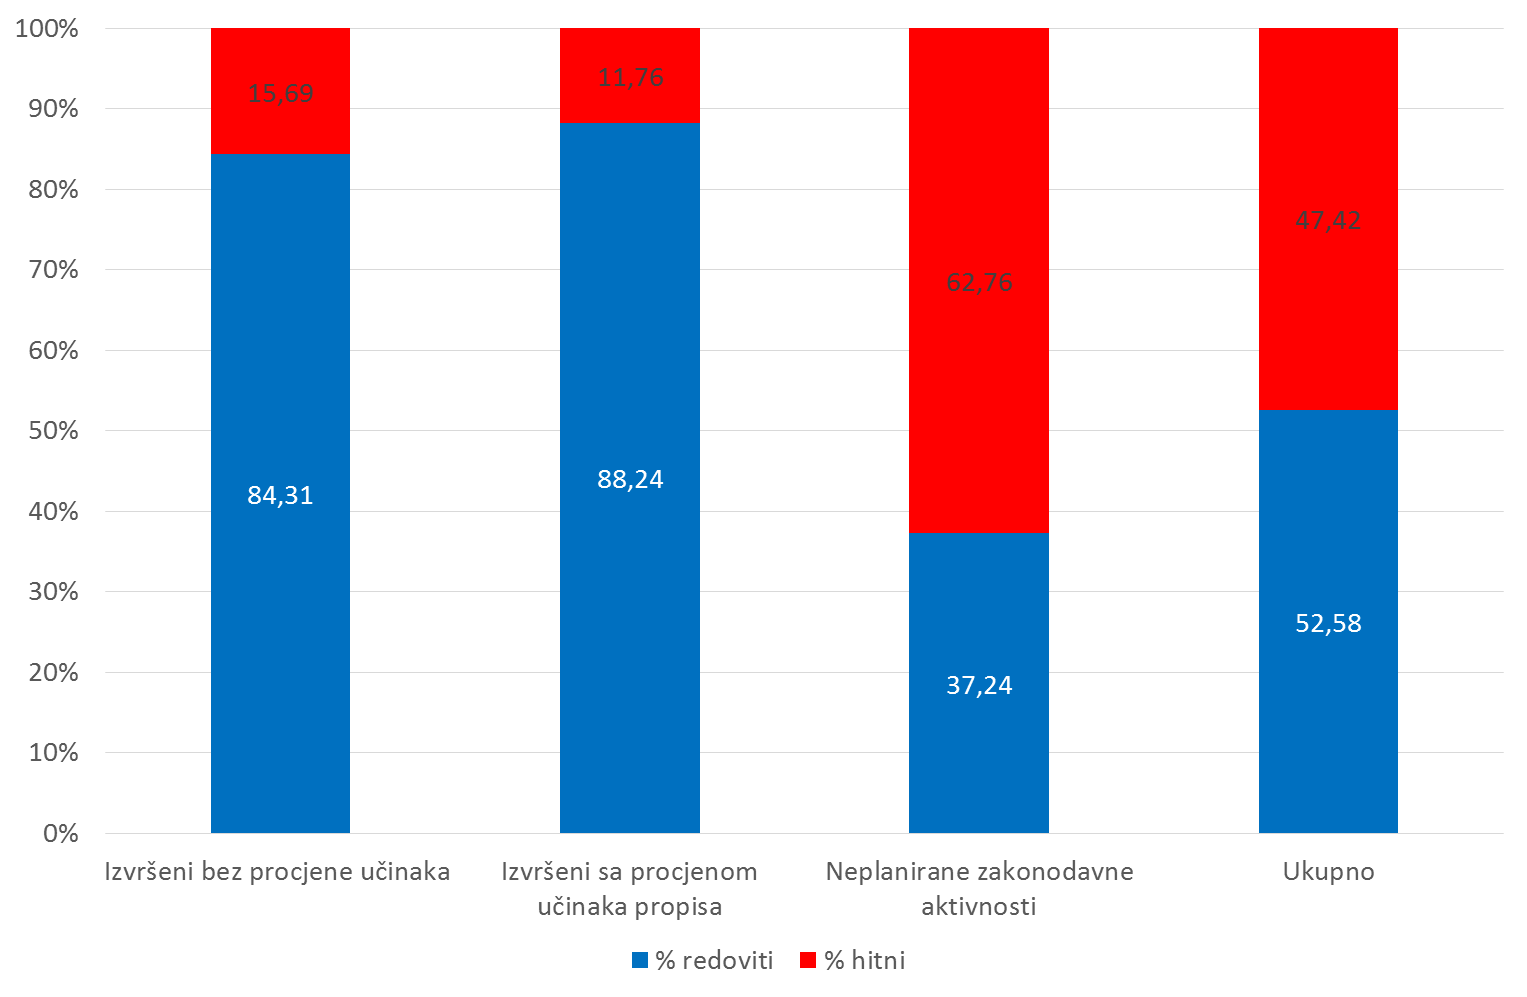 100%
90%
80%
70%
60%
50%
40%
30%
20%
10%
0%
15,69
84,31
11,76
88,24
62,76
37,24
47,42
52,58
Izvršeni bez procjene učinaka
Izvršeni sa procjenom
učinaka propisa
Neplanirane zakonodavne
aktivnosti
Ukupno
% redoviti
% hitni